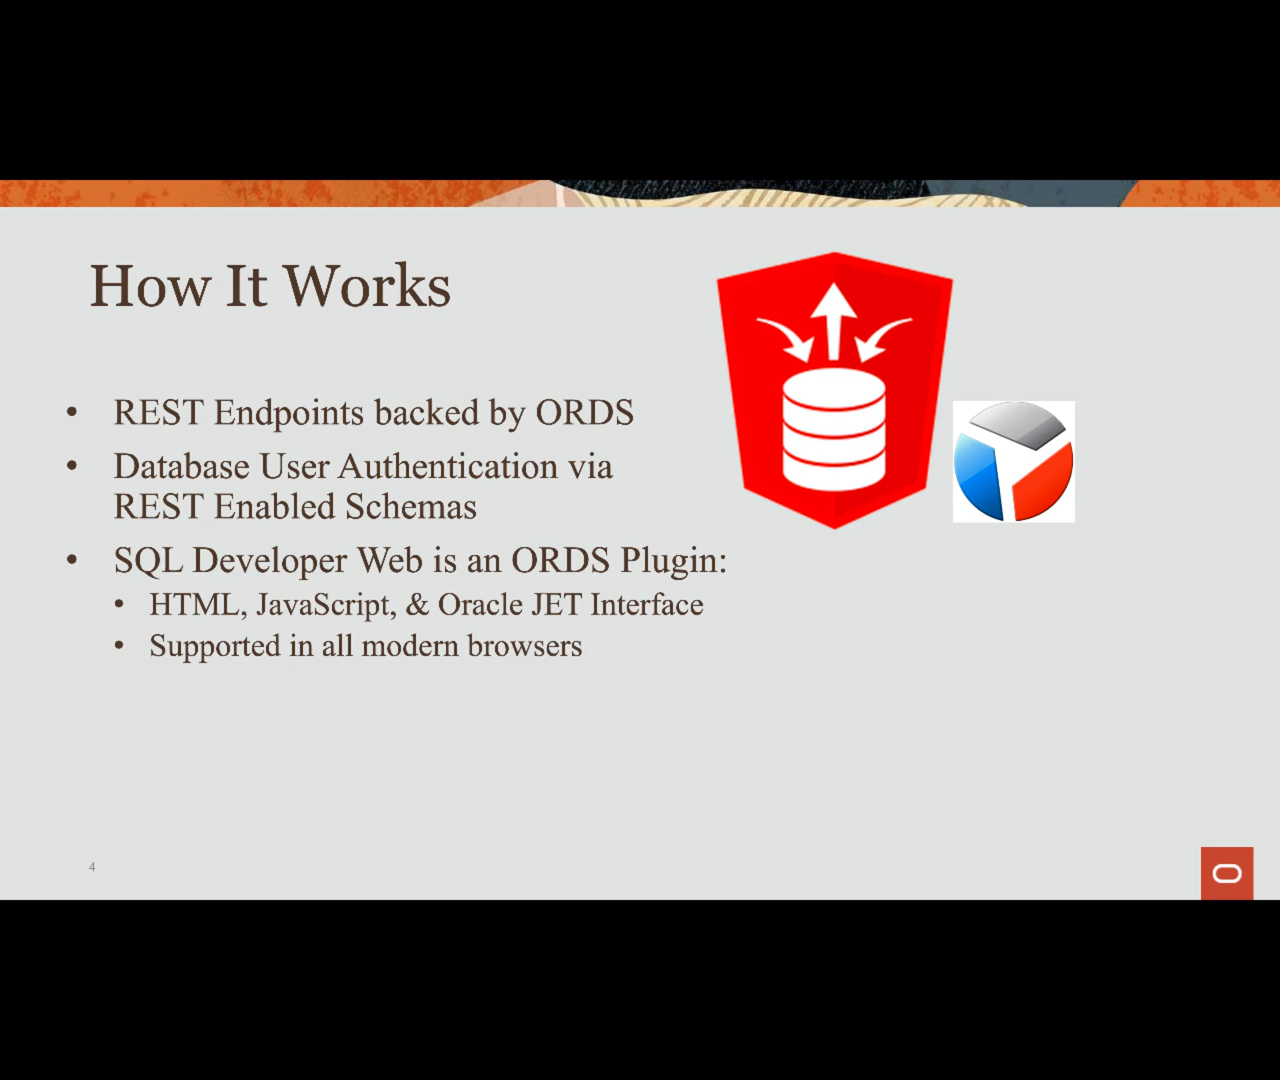 How It Works
• REST Endpoints backed by ORDS
• Database User Authentication via
REST Enabled Schemas
• SQL Developer Web is an ORDS Plugin:
• HTML, JavaScript, & Oracle JET Interface
• Supported in all modern browsers
4